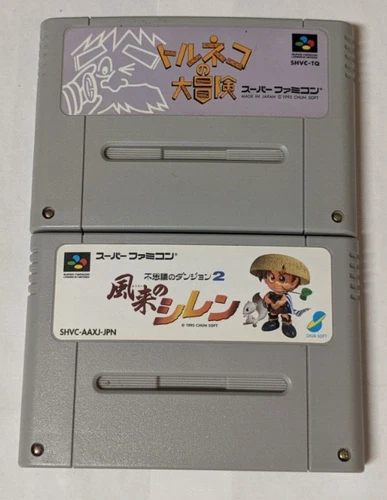 トルネコ
の
大冒険
SHVC-TQ
スーパーファミコン
MADE IN JAPAN © 1993 CHUN SOFT
スーパーファミコン
不思議のダンジョン2
風来の
シレン
© 1995 CHUN SOFT
SHVC-AAXJ-JPN
CHUN SOFT